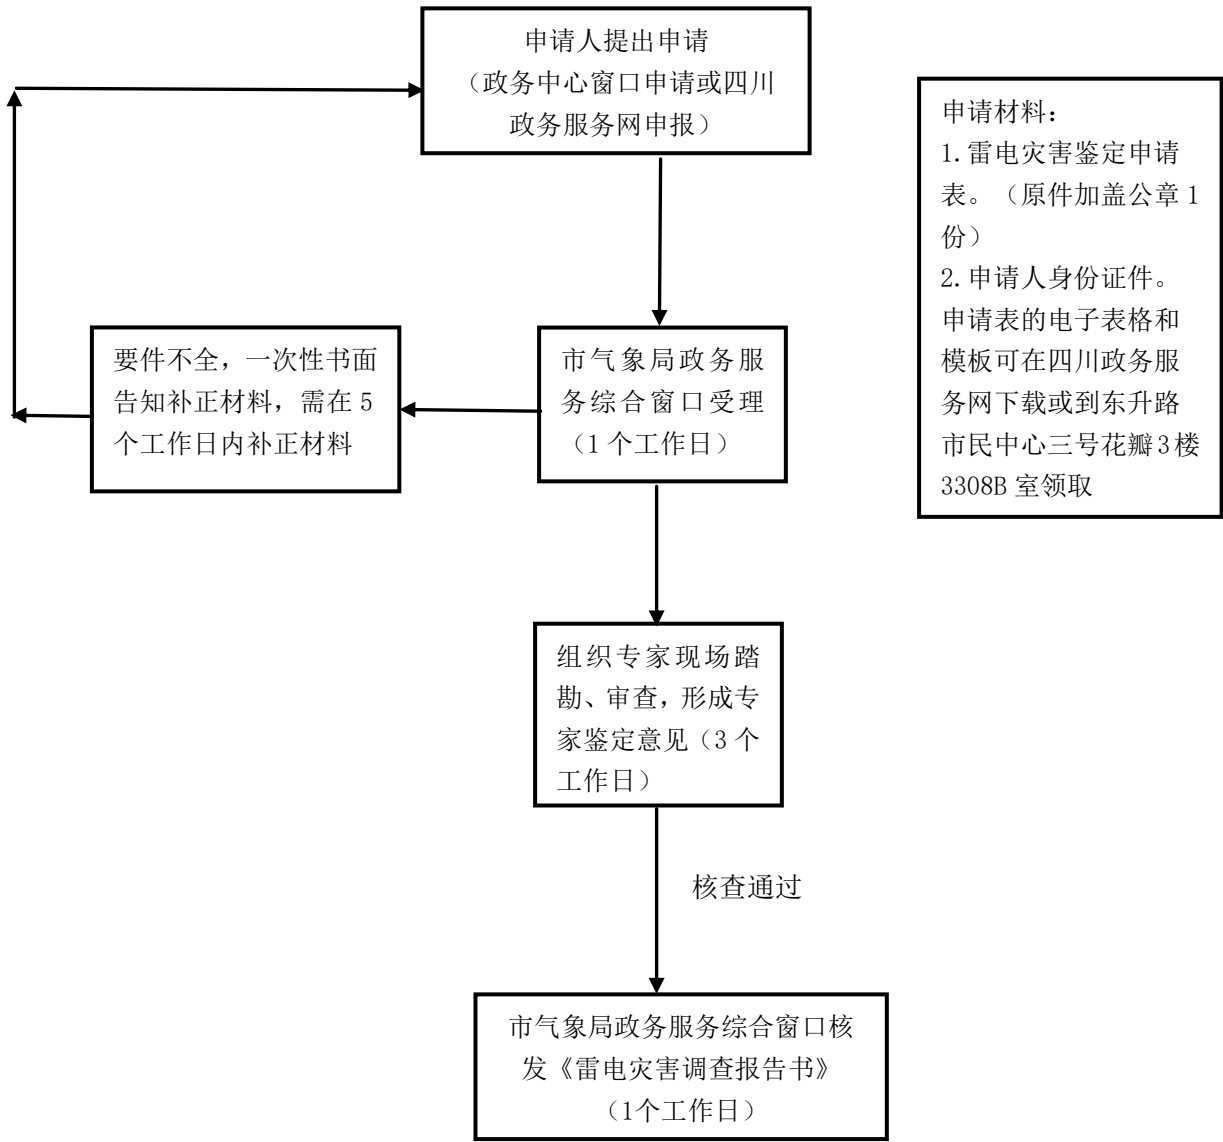 申请人提出申请
（政务中心窗口申请或四川
政务服务网申报）
申请材料：
1.雷电灾害鉴定申请
表。（原件加盖公章 1
份）
2.申请人身份证件。
申请表的电子表格和
模板可在四川政务服
务网下载或到东升路
市民中心三号花瓣 3 楼
3308B 室领取
要件不全，一次性书面
告知补正材料，需在 5
个工作日内补正材料
市气象局政务服
务综合窗口受理
（1 个工作日）
组织专家现场踏
勘、审查，形成专
家鉴定意见（3 个
工作日）
核查通过
市气象局政务服务综合窗口核
发《雷电灾害调查报告书》
（1个工作日）